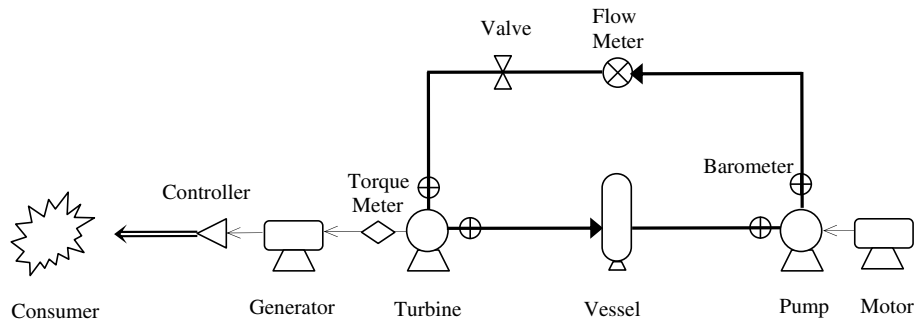 Valve
Flow
Meter
Barometer
Controller
Torque
Meter
Consumer
Generator
Turbine
Vessel
Pump
Motor